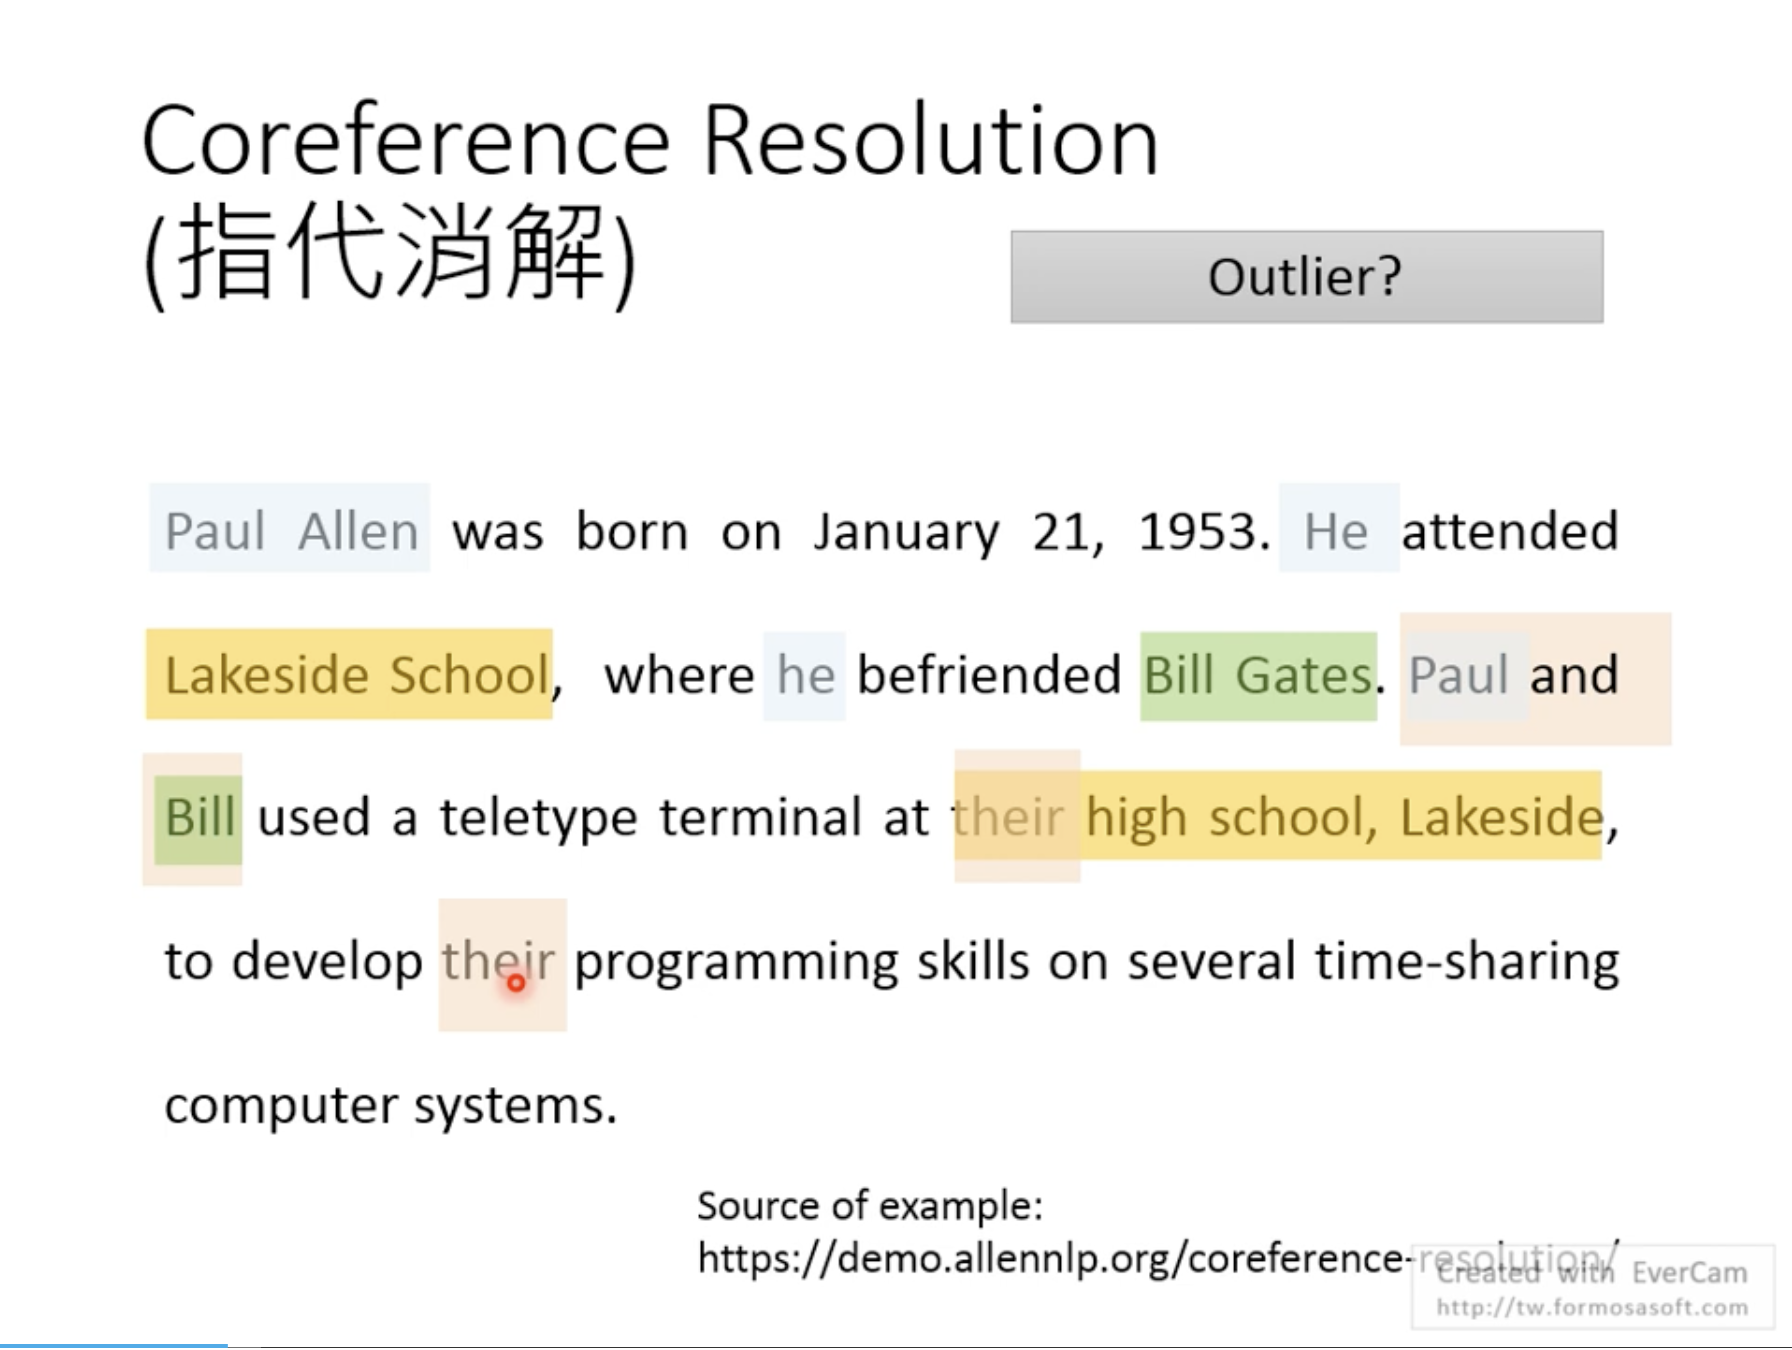 Coreference Resolution
(指代消解)
Outlier?
Paul Allen was born on January 21, 1953. He attended
Lakeside School, where he befriended Bill Gates. Paul and
Bill used a teletype terminal at their high school, Lakeside,
to develop their programming skills on several time-sharing
computer systems.
Source of example:
https://demo.allennlp.org/coreference-resolution/
Created with EverCam
http://tw.formosasoft.com